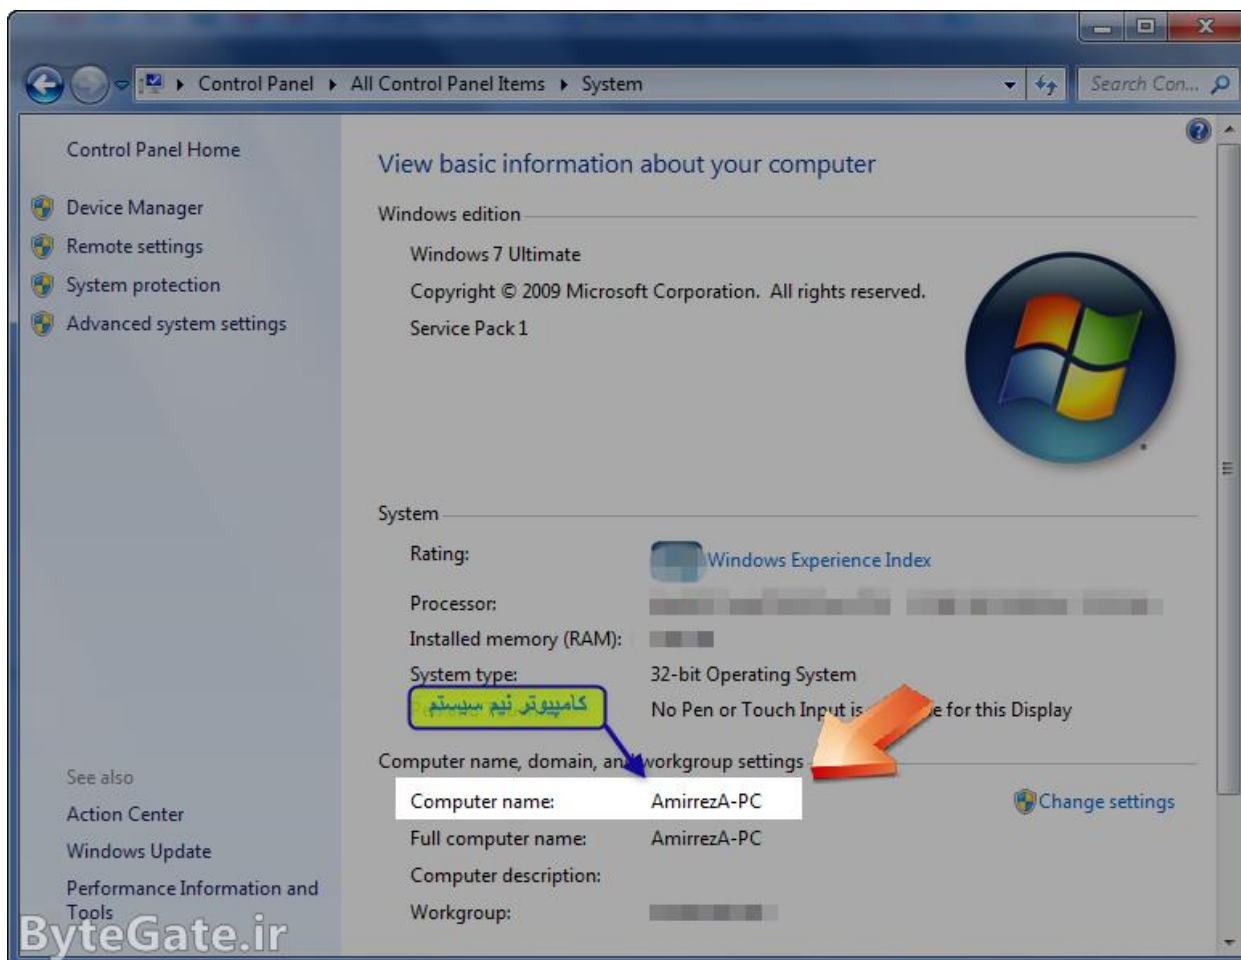 Control Panel ▸ All Control Panel Items ▸ System
Search Con...
Control Panel Home
Device Manager
Remote settings
System protection
Advanced system settings
See also
Action Center
Windows Update
Performance Information and
Tools
View basic information about your computer
Windows edition
Windows 7 Ultimate
Copyright © 2009 Microsoft Corporation. All rights reserved.
Service Pack 1
System
Rating:
Windows Experience Index
Processor:
Installed memory (RAM):
System type: 32-bit Operating System
کامپیوتر نیم سیستم
No Pen or Touch Input is for this Display
Computer name, domain, and workgroup settings
Computer name: AmirrezA-PC
Change settings
Full computer name: AmirrezA-PC
Computer description:
Workgroup:
ByteGate.ir